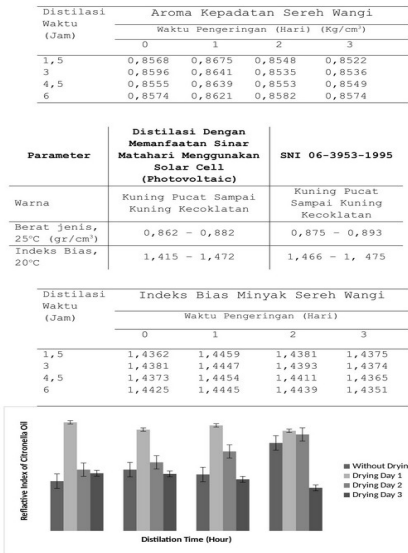 Distilasi Aroma Kepadatan Sereh Wangi
Waktu
(Jam) Waktu Pengeringan (Hari) (Kg/cm³)
0 1 2 3
1,5 0,8568 0,8675 0,8548 0,8522
3 0,8596 0,8641 0,8535 0,8536
4,5 0,8555 0,8639 0,8553 0,8549
6 0,8574 0,8621 0,8582 0,8574
Parameter
Distilasi Dengan
Memanfaatan Sinar
Matahari Menggunakan
Solar Cell
(Photovoltaic)
SNI 06-3953-1995
Warna
Kuning Pucat Sampai
Kuning Kecoklatan
Kuning Pucat
Sampai Kuning
Kecoklatan
Berat jenis,
25°C (gr/cm³)
0,862 – 0,882
0,875 – 0,893
Indeks Bias,
20°C
1,415 – 1,472
1,466 – 1, 475
Distilasi Indeks Bias Minyak Sereh Wangi
Waktu
(Jam) Waktu Pengeringan (Hari)
0 1 2 3
1,5 1,4362 1,4459 1,4381 1,4375
3 1,4381 1,4447 1,4393 1,4374
4,5 1,4373 1,4454 1,4411 1,4365
6 1,4425 1,4445 1,4439 1,4351
Reflactive Index of Citronella Oil
Without Dryin
Drying Day 1
Drying Day 2
Drying Day 3
Distilation Time (Hour)